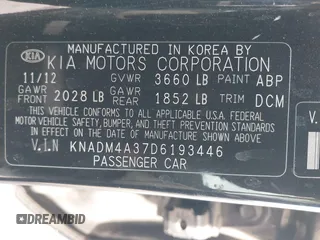 MANUFACTURED IN KOREA BY
KIA KIA MOTORS CORPORATION
11/12 GVWR 3660 LB PAINT ABP
GAWR FRONT 2028 LB GAWR REAR 1852 LB TRIM DCM
THIS VEHICLE CONFORMS TO ALL APPLICABLE U.S.A. FEDERAL
MOTOR VEHICLE SAFETY, BUMPER, AND THEFT PREVENTION
STANDARDS IN EFFECT ON THE DATE OF MANUFACTURE SHOWN ABOVE.
V.I.N KNADM4A37D6193446
PASSENGER CAR
V.
DREAMBID